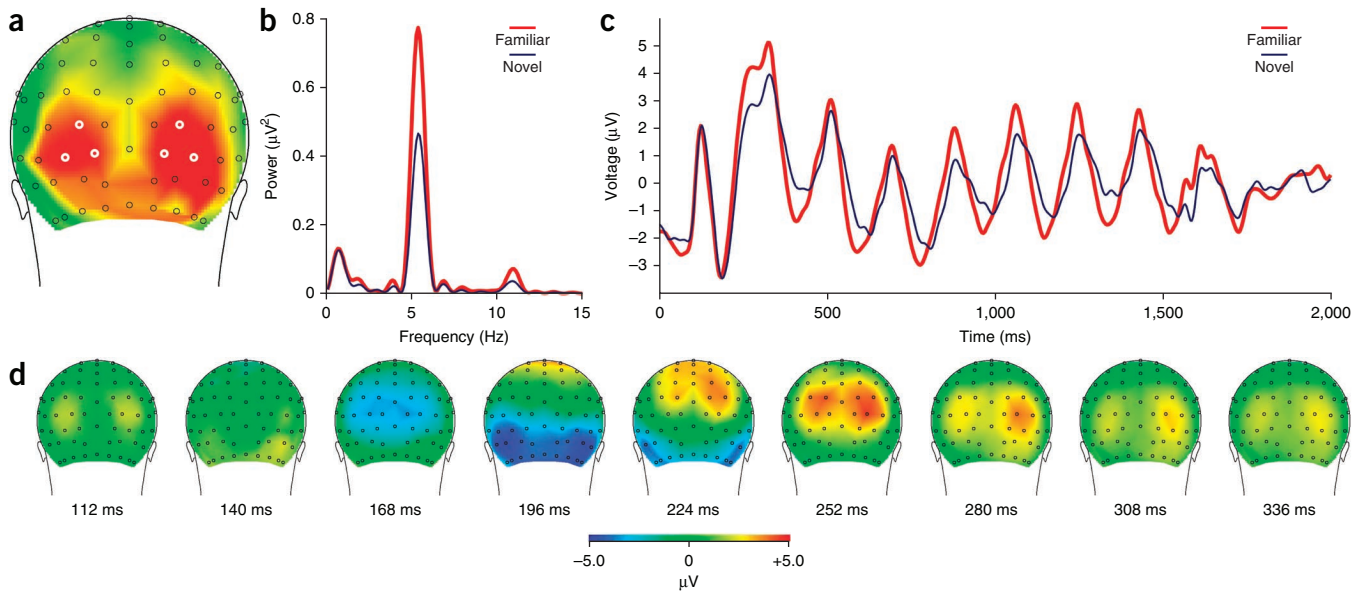 a
b
0.8
0.6
0.4
0.2
0
Power (μV²)
Familiar
Novel
0 5 10 15
Frequency (Hz)
c
5
4
3
2
1
0
–1
–2
–3
Voltage (μV)
Familiar
Novel
0 500 1,000 1,500 2,000
Time (ms)
d
112 ms 140 ms 168 ms 196 ms 224 ms 252 ms 280 ms 308 ms 336 ms
–5.0 0 +5.0
μV